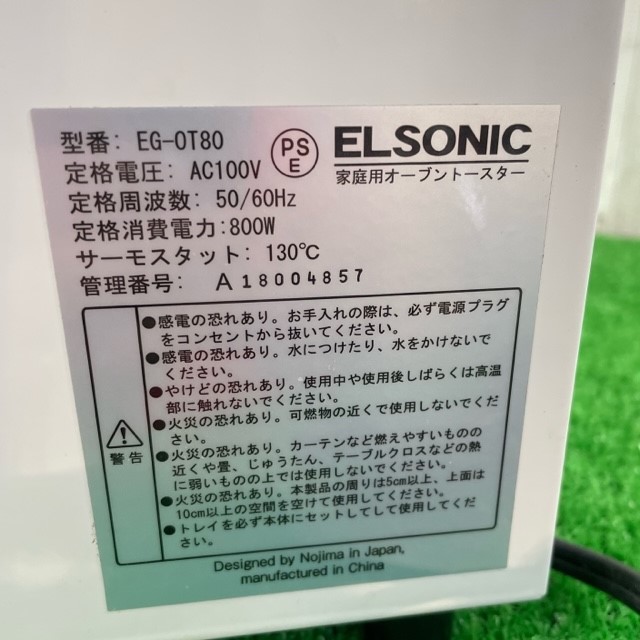 型番: EG-OT80
PS
E
ELSONIC
家庭用オーブントースター
定格電圧: AC100V
定格周波数: 50/60Hz
定格消費電力:800W
サーモスタット: 130℃
管理番号: A 18004857
警告
●感電の恐れあり。お手入れの際は、必ず電源プラグ
をコンセントから抜いてください。
●感電の恐れあり。水につけたり、水をかけないで
ください。
●やけどの恐れあり。使用中や使用後しばらくは高温
部に触れないでください。
●火災の恐れあり。可燃物の近くで使用しないでくだ
さい。
●火災の恐れあり。カーテンなど燃えやすいものの
近くや畳、じゅうたん、テーブルクロスなどの熱
に弱いものの上では使用しないでください。
●火災の恐れあり。本製品の周りは5cm以上、上面は
10cm以上の空間を空けて使用してください。
●トレイを必ず本体にセットしてして使用してくだ
さい。
Designed by Nojima in Japan,
manufactured in China